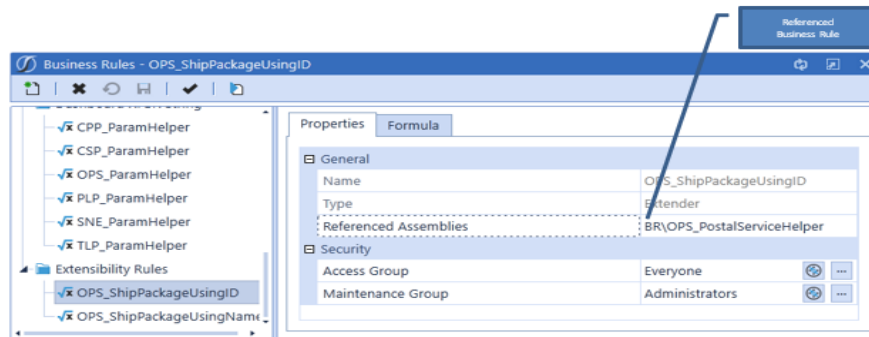 Referenced
Business Rule
Business Rules - OPS_ShipPackageUsingID
CPP_ParamHelper
CSP_ParamHelper
OPS_ParamHelper
PLP_ParamHelper
SNE_ParamHelper
TLP_ParamHelper
Extensibility Rules
OPS_ShipPackageUsingID
OPS_ShipPackageUsingName
Properties Formula
General
Name OPS_ShipPackageUsingID
Type Extender
Referenced Assemblies BR\OPS_PostalServiceHelper
Security
Access Group Everyone
Maintenance Group Administrators